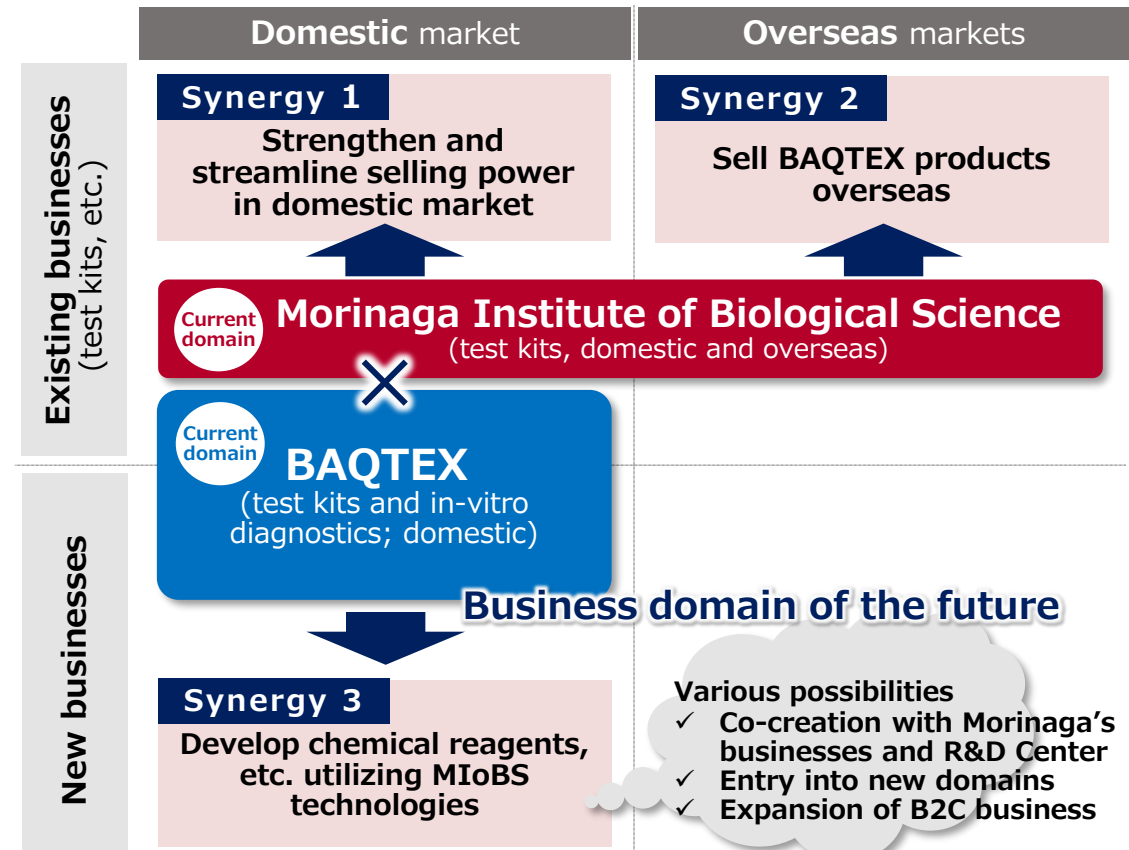 Domestic market
Overseas markets
Existing businesses
(test kits, etc.)
Synergy 1
Strengthen and
streamline selling power
in domestic market
Synergy 2
Sell BAQTEX products
overseas
Current
domain
Morinaga Institute of Biological Science
(test kits, domestic and overseas)
×
Current
domain
BAQTEX
(test kits and in-vitro
diagnostics; domestic)
New businesses
Business domain of the future
Synergy 3
Develop chemical reagents,
etc. utilizing MIoBS
technologies
Various possibilities
✓ Co-creation with Morinaga’s
businesses and R&D Center
✓ Entry into new domains
✓ Expansion of B2C business